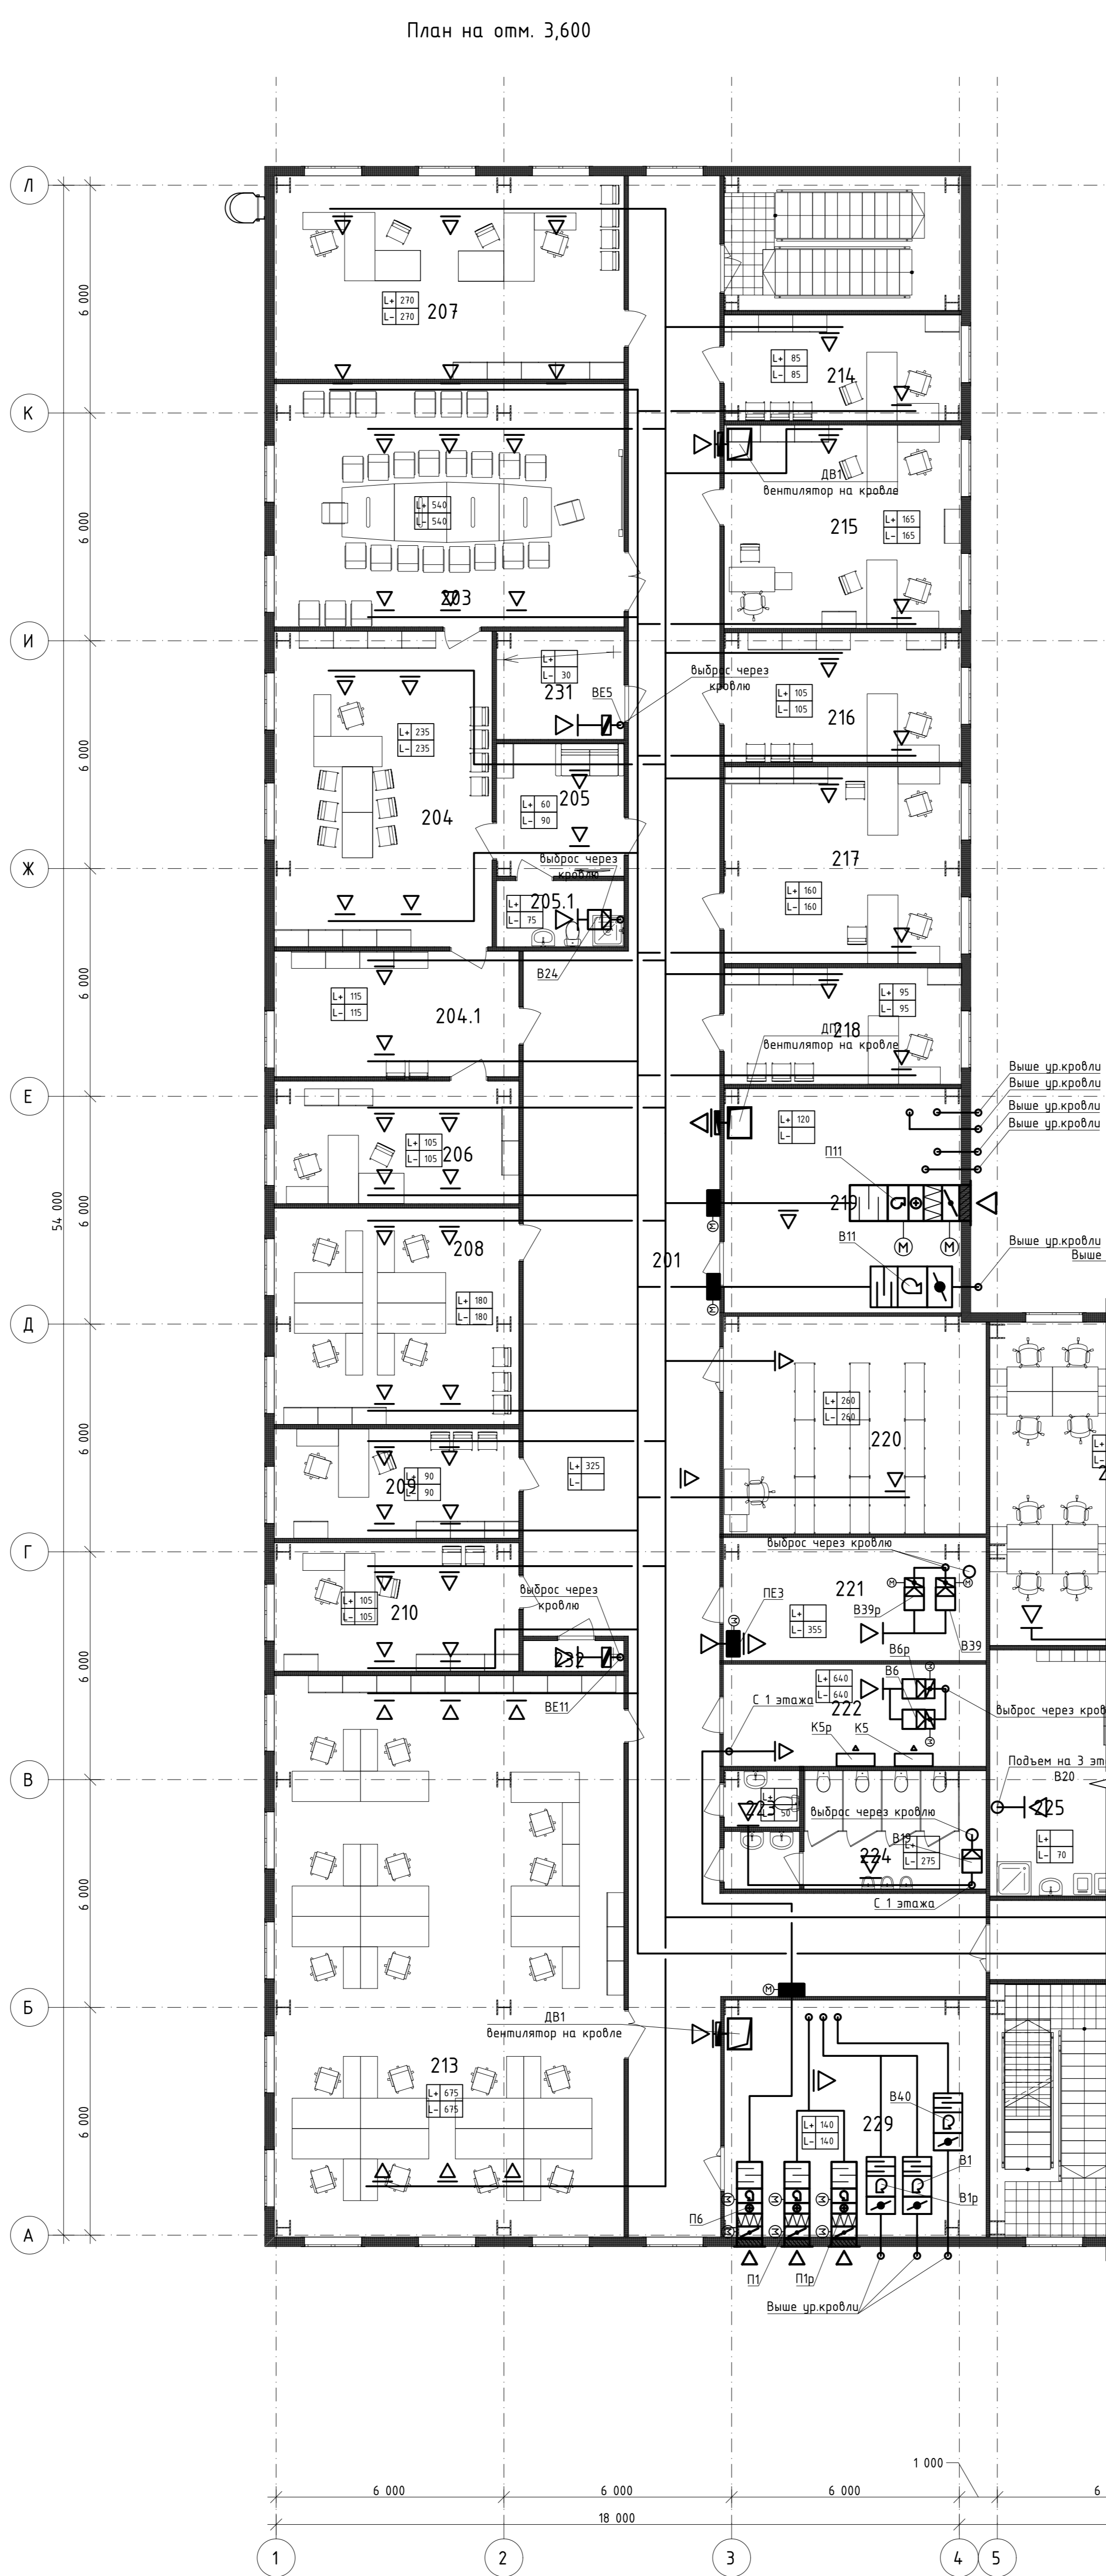 План на отм. 3,600
Л
К
И
Ж
Е
Д
Г
В
Б
А
6 000
6 000
6 000
6 000
6 000
6 000
6 000
6 000
6 000
54 000
L+ 270
L- 270
207
L+ 85
L- 85
214
L+ 540
L- 540
203
ДВ1
вентилятор на кровле
215
L+ 165
L- 165
L+
L- 30
231
ВЕ5
выброс через
кровлю
L+ 105
L- 105
216
L+ 235
L- 235
204
L+ 60
L- 90
205
217
L+ 160
L- 160
выброс через
кровлю
L+
L- 75
205.1
В24
L+ 115
L- 115
204.1
L+ 95
L- 95
218
вентилятор на кровле
Выше ур.кровли
Выше ур.кровли
Выше ур.кровли
Выше ур.кровли
L+ 120
L-
П11
219
М
М
М
L+ 105
L- 105
206
208
L+ 180
L- 180
201
В11
М
Выше ур.кровли
Выше
L+ 260
L- 260
220
L+
L-
L+ 90
L- 90
209
L+ 325
L-
выброс через кровлю
221
L+
L- 355
ПЕ3
М
М
М
В39р
В39
L+ 105
L- 105
210
выброс через
кровлю
232
ВЕ11
L+ 640
L- 640
222
В6р
В6
М
М
С 1 этажа
К5р
К5
Подъем на 3 эт
В20
225
L+
L- 70
223
L- 50
выброс через кровлю
В19
224
L+
L- 275
С 1 этажа
М
ДВ1
вентилятор на кровле
213
L+ 675
L- 675
L+ 140
L- 140
229
В40
В1
В1р
М
М
М
М
М
М
П6
П1
П1р
Выше ур.кровли
1 000
6 000
6 000
6 000
6
18 000
1
2
3
4
5